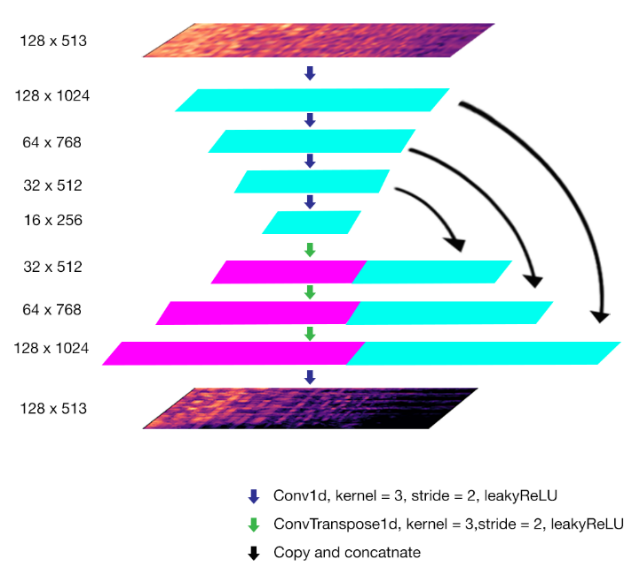 128 x 513
128 x 1024
64 x 768
32 x 512
16 x 256
32 x 512
64 x 768
128 x 1024
128 x 513
Conv1d, kernel = 3, stride = 2, leakyReLU
ConvTranspose1d, kernel = 3,stride = 2, leakyReLU
Copy and concatnate